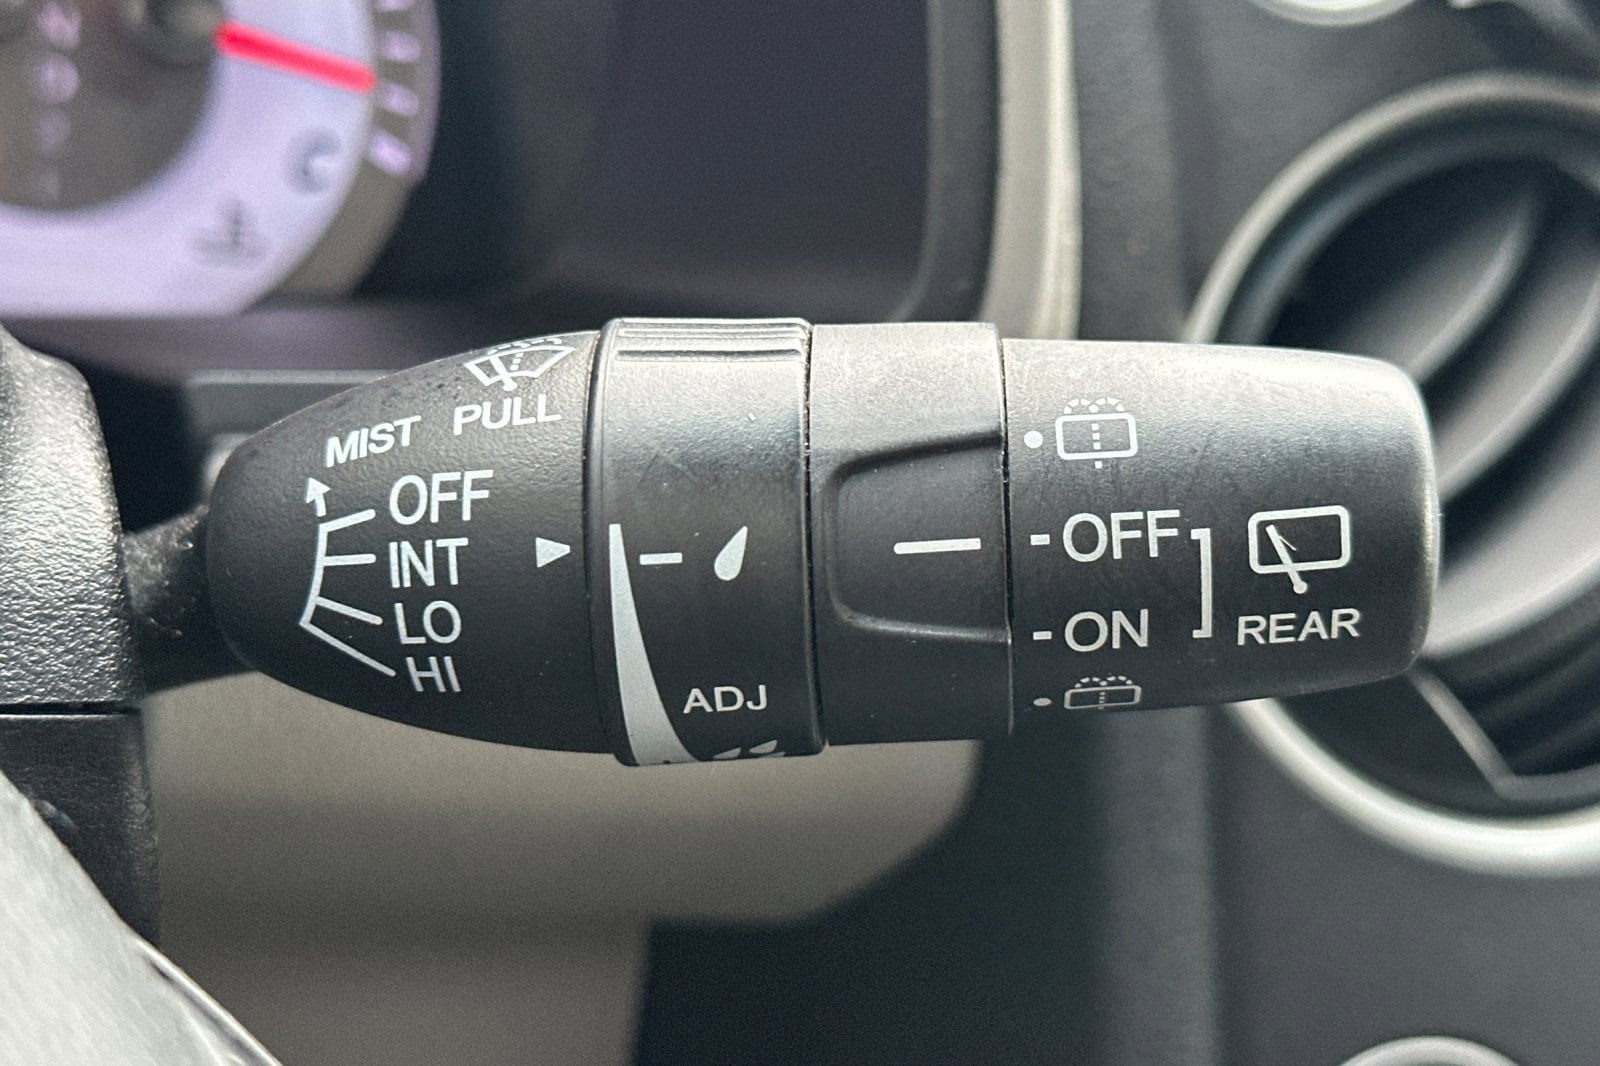 MIST PULL
OFF
INT
LO
HI
ADJ
OFF
ON
REAR
C